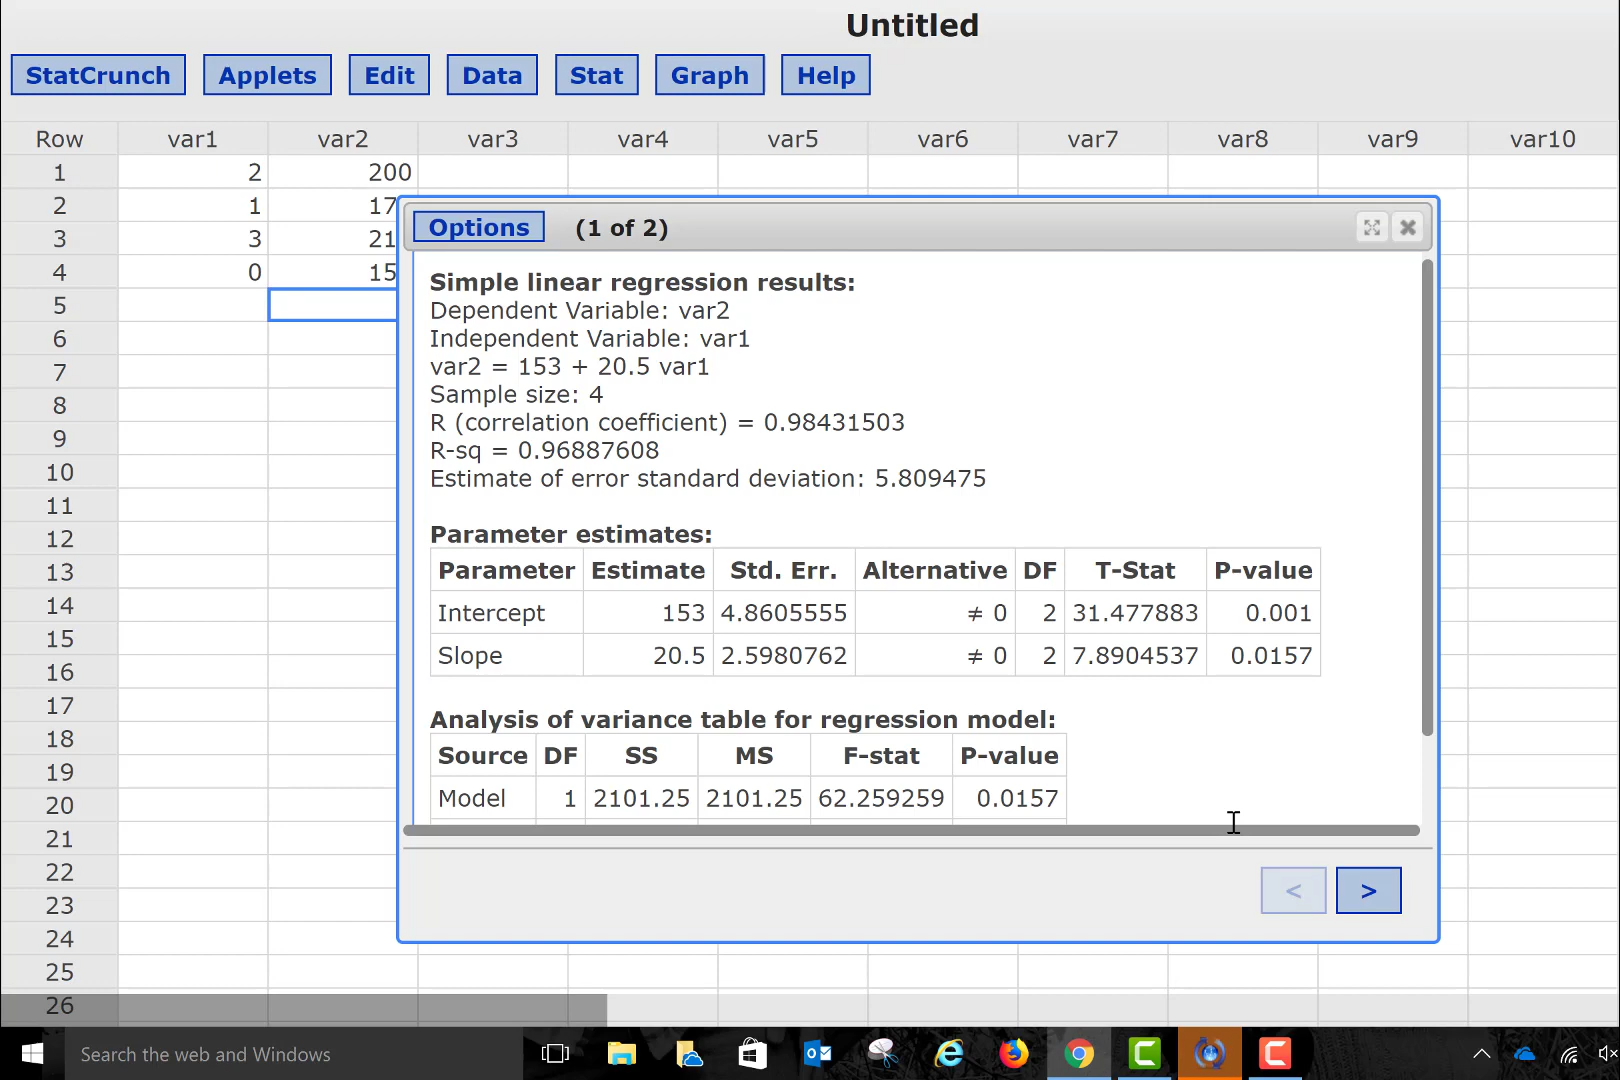 Untitled
StatCrunch Applets Edit Data Stat Graph Help
Row var1 var2 var3 var4 var5 var6 var7 var8 var9 var10
1 2 200
2 1 17
3 3 21
4 0 15
5
6
7
8
9
10
11
12
13
14
15
16
17
18
19
20
21
22
23
24
25
26
Options (1 of 2)
Simple linear regression results:
Dependent Variable: var2
Independent Variable: var1
var2 = 153 + 20.5 var1
Sample size: 4
R (correlation coefficient) = 0.98431503
R-sq = 0.96887608
Estimate of error standard deviation: 5.809475
Parameter estimates:
Parameter Estimate Std. Err. Alternative DF T-Stat P-value
Intercept 153 4.8605555 ≠ 0 2 31.477883 0.001
Slope 20.5 2.5980762 ≠ 0 2 7.8904537 0.0157
Analysis of variance table for regression model:
Source DF SS MS F-stat P-value
Model 1 2101.25 2101.25 62.259259 0.0157
< >
Search the web and Windows